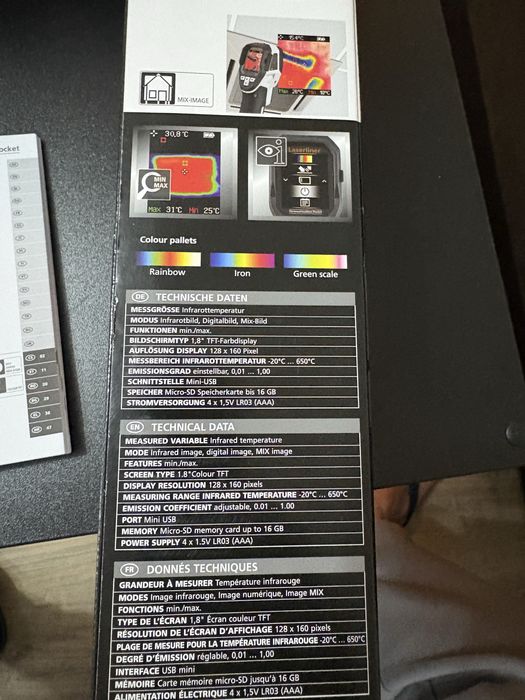 15.4°C
Max 26°C Min 10°C
MIX-IMAGE
ocket
30,8°C
MIN
MAX
Max 31°C Min 25°C
i
Laserliner
Colour pallets
Rainbow Iron Green scale
DE TECHNISCHE DATEN
MESSGRÖSSE Infrarottemperatur
MODUS Infrarotbild, Digitalbild, Mix-Bild
FUNKTIONEN min./max.
BILDSCHIRMTYP 1,8" TFT-Farbdisplay
AUFLÖSUNG DISPLAY 128 x 160 Pixel
MESSBEREICH INFRAROTTEMPERATUR -20°C ... 650°C
EMISSIONSGRAD einstellbar, 0,01 ... 1,00
SCHNITTSTELLE Mini-USB
SPEICHER Micro-SD Speicherkarte bis 16 GB
STROMVERSORGUNG 4 x 1,5V LR03 (AAA)
EN TECHNICAL DATA
MEASURED VARIABLE Infrared temperature
MODE Infrared image, digital image, MIX image
FEATURES min./max.
SCREEN TYPE 1.8"Colour TFT
DISPLAY RESOLUTION 128 x 160 pixels
MEASURING RANGE INFRARED TEMPERATURE -20°C ... 650°C
EMISSION COEFFICIENT adjustable, 0.01 ... 1.00
PORT Mini USB
MEMORY Micro-SD memory card up to 16 GB
POWER SUPPLY 4 x 1.5V LR03 (AAA)
FR DONNÉS TECHNIQUES
GRANDEUR À MESURER Température infrarouge
MODES Image infrarouge, Image numérique, Image MIX
FONCTIONS min./max.
TYPE DE L'ÉCRAN 1,8" Écran couleur TFT
RÉSOLUTION DE L'ÉCRAN D'AFFICHAGE 128 x 160 pixels
PLAGE DE MESURE POUR LA TEMPÉRATURE INFRAROUGE -20°C ... 650°C
DEGRÉ D'ÉMISSION réglable, 0,01 ... 1,00
INTERFACE USB mini
MÉMOIRE Carte mémoire micro-SD jusqu'à 16 GB
ALIMENTATION ÉLECTRIQUE 4 x 1,5V LR03 (AAA)